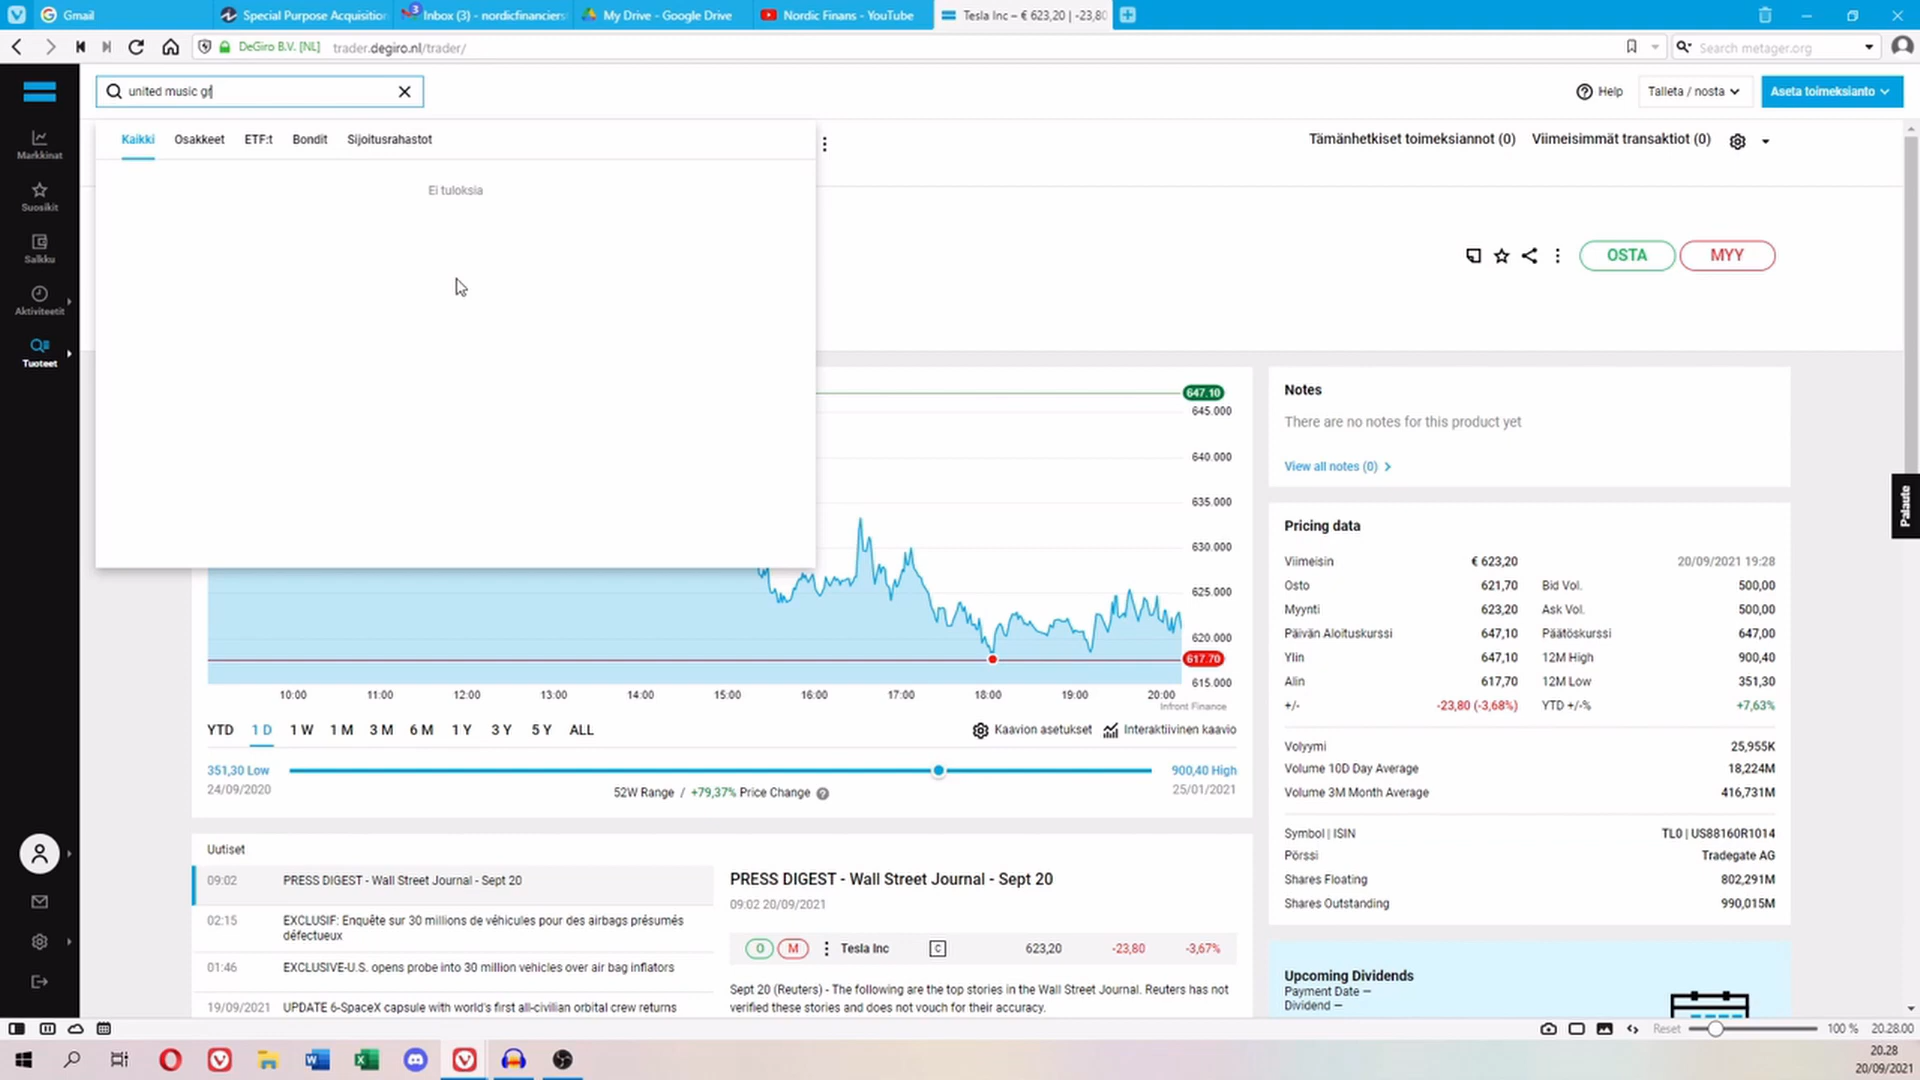 Gmail
Special Purpose Acquisition
Inbox (3) - nordicfinanciers
My Drive - Google Drive
Nordic Finans - YouTube
Tesla Inc – € 623,20 | -23,80
DeGiro B.V. [NL]
trader.degiro.nl/trader/
Search metager.org
united music gr
Help
Talleta / nosta
Aseta toimeksianto
Markkinat
Suosikit
Salkku
Aktiviteetit
Tuoteet
Kaikki
Osakkeet
ETF:t
Bondit
Sijoitusrahastot
Ei tuloksia
Tämänhetkiset toimeksiannot (0)
Viimeisimmät transaktiot (0)
OSTA
MYY
647.10
645.000
640.000
635.000
630.000
625.000
620.000
617.70
615.000
10:00 11:00 12:00 13:00 14:00 15:00 16:00 17:00 18:00 19:00 20:00
Infront Finance
YTD 1 D 1 W 1 M 3 M 6 M 1 Y 3 Y 5 Y ALL
Kaavion asetukset
Interaktiivinen kaavio
351,30 Low
24/09/2020
52W Range / +79,37% Price Change
900,40 High
25/01/2021
Notes
There are no notes for this product yet
View all notes (0)
Palaute
Pricing data
Viimeisin € 623,20 20/09/2021 19:28
Osto 621,70 Bid Vol. 500,00
Myynti 623,20 Ask Vol. 500,00
Päivän Aloituskurssi 647,10 Päätöskurssi 647,00
Ylin 647,10 12M High 900,40
Alin 617,70 12M Low 351,30
+/- -23,80 (-3,68%) YTD +/-% +7,63%
Volyymi 25,955K
Volume 10D Day Average 18,224M
Volume 3M Month Average 416,731M
Symbol | ISIN TL0 | US88160R1014
Pörssi Tradegate AG
Shares Floating 802,291M
Shares Outstanding 990,015M
Upcoming Dividends
Payment Date —
Dividend —
Uutiset
09:02 PRESS DIGEST - Wall Street Journal - Sept 20
02:15 EXCLUSIF: Enquête sur 30 millions de véhicules pour des airbags présumés
défectueux
01:46 EXCLUSIVE-U.S. opens probe into 30 million vehicles over air bag inflators
19/09/2021 UPDATE 6-SpaceX capsule with world's first all-civilian orbital crew returns
PRESS DIGEST - Wall Street Journal - Sept 20
09:02 20/09/2021
O M Tesla Inc C 623,20 -23,80 -3,67%
Sept 20 (Reuters) - The following are the top stories in the Wall Street Journal. Reuters has not
verified these stories and does not vouch for their accuracy.
Reset
100 %
20.28.00
20.28
20/09/2021